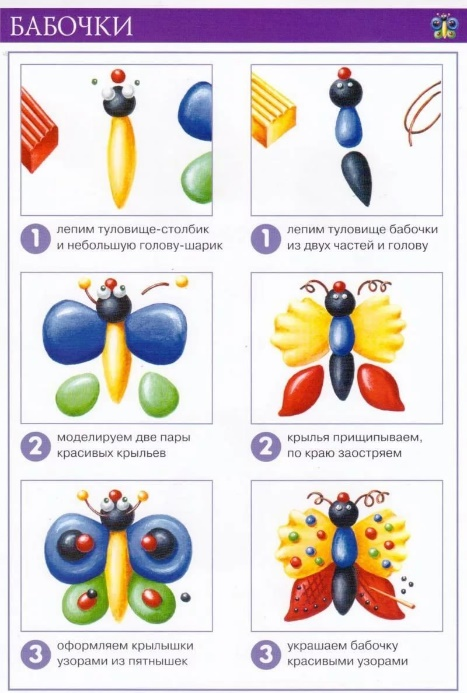 БАБОЧКИ
1 лепим туловище-столбик
и небольшую голову-шарик
1 лепим туловище бабочки
из двух частей и голову
2 моделируем две пары
красивых крыльев
2 крылья прищипываем,
по краю заостряем
3 оформляем крылышки
узорами из пятнышек
3 украшаем бабочку
красивыми узорами